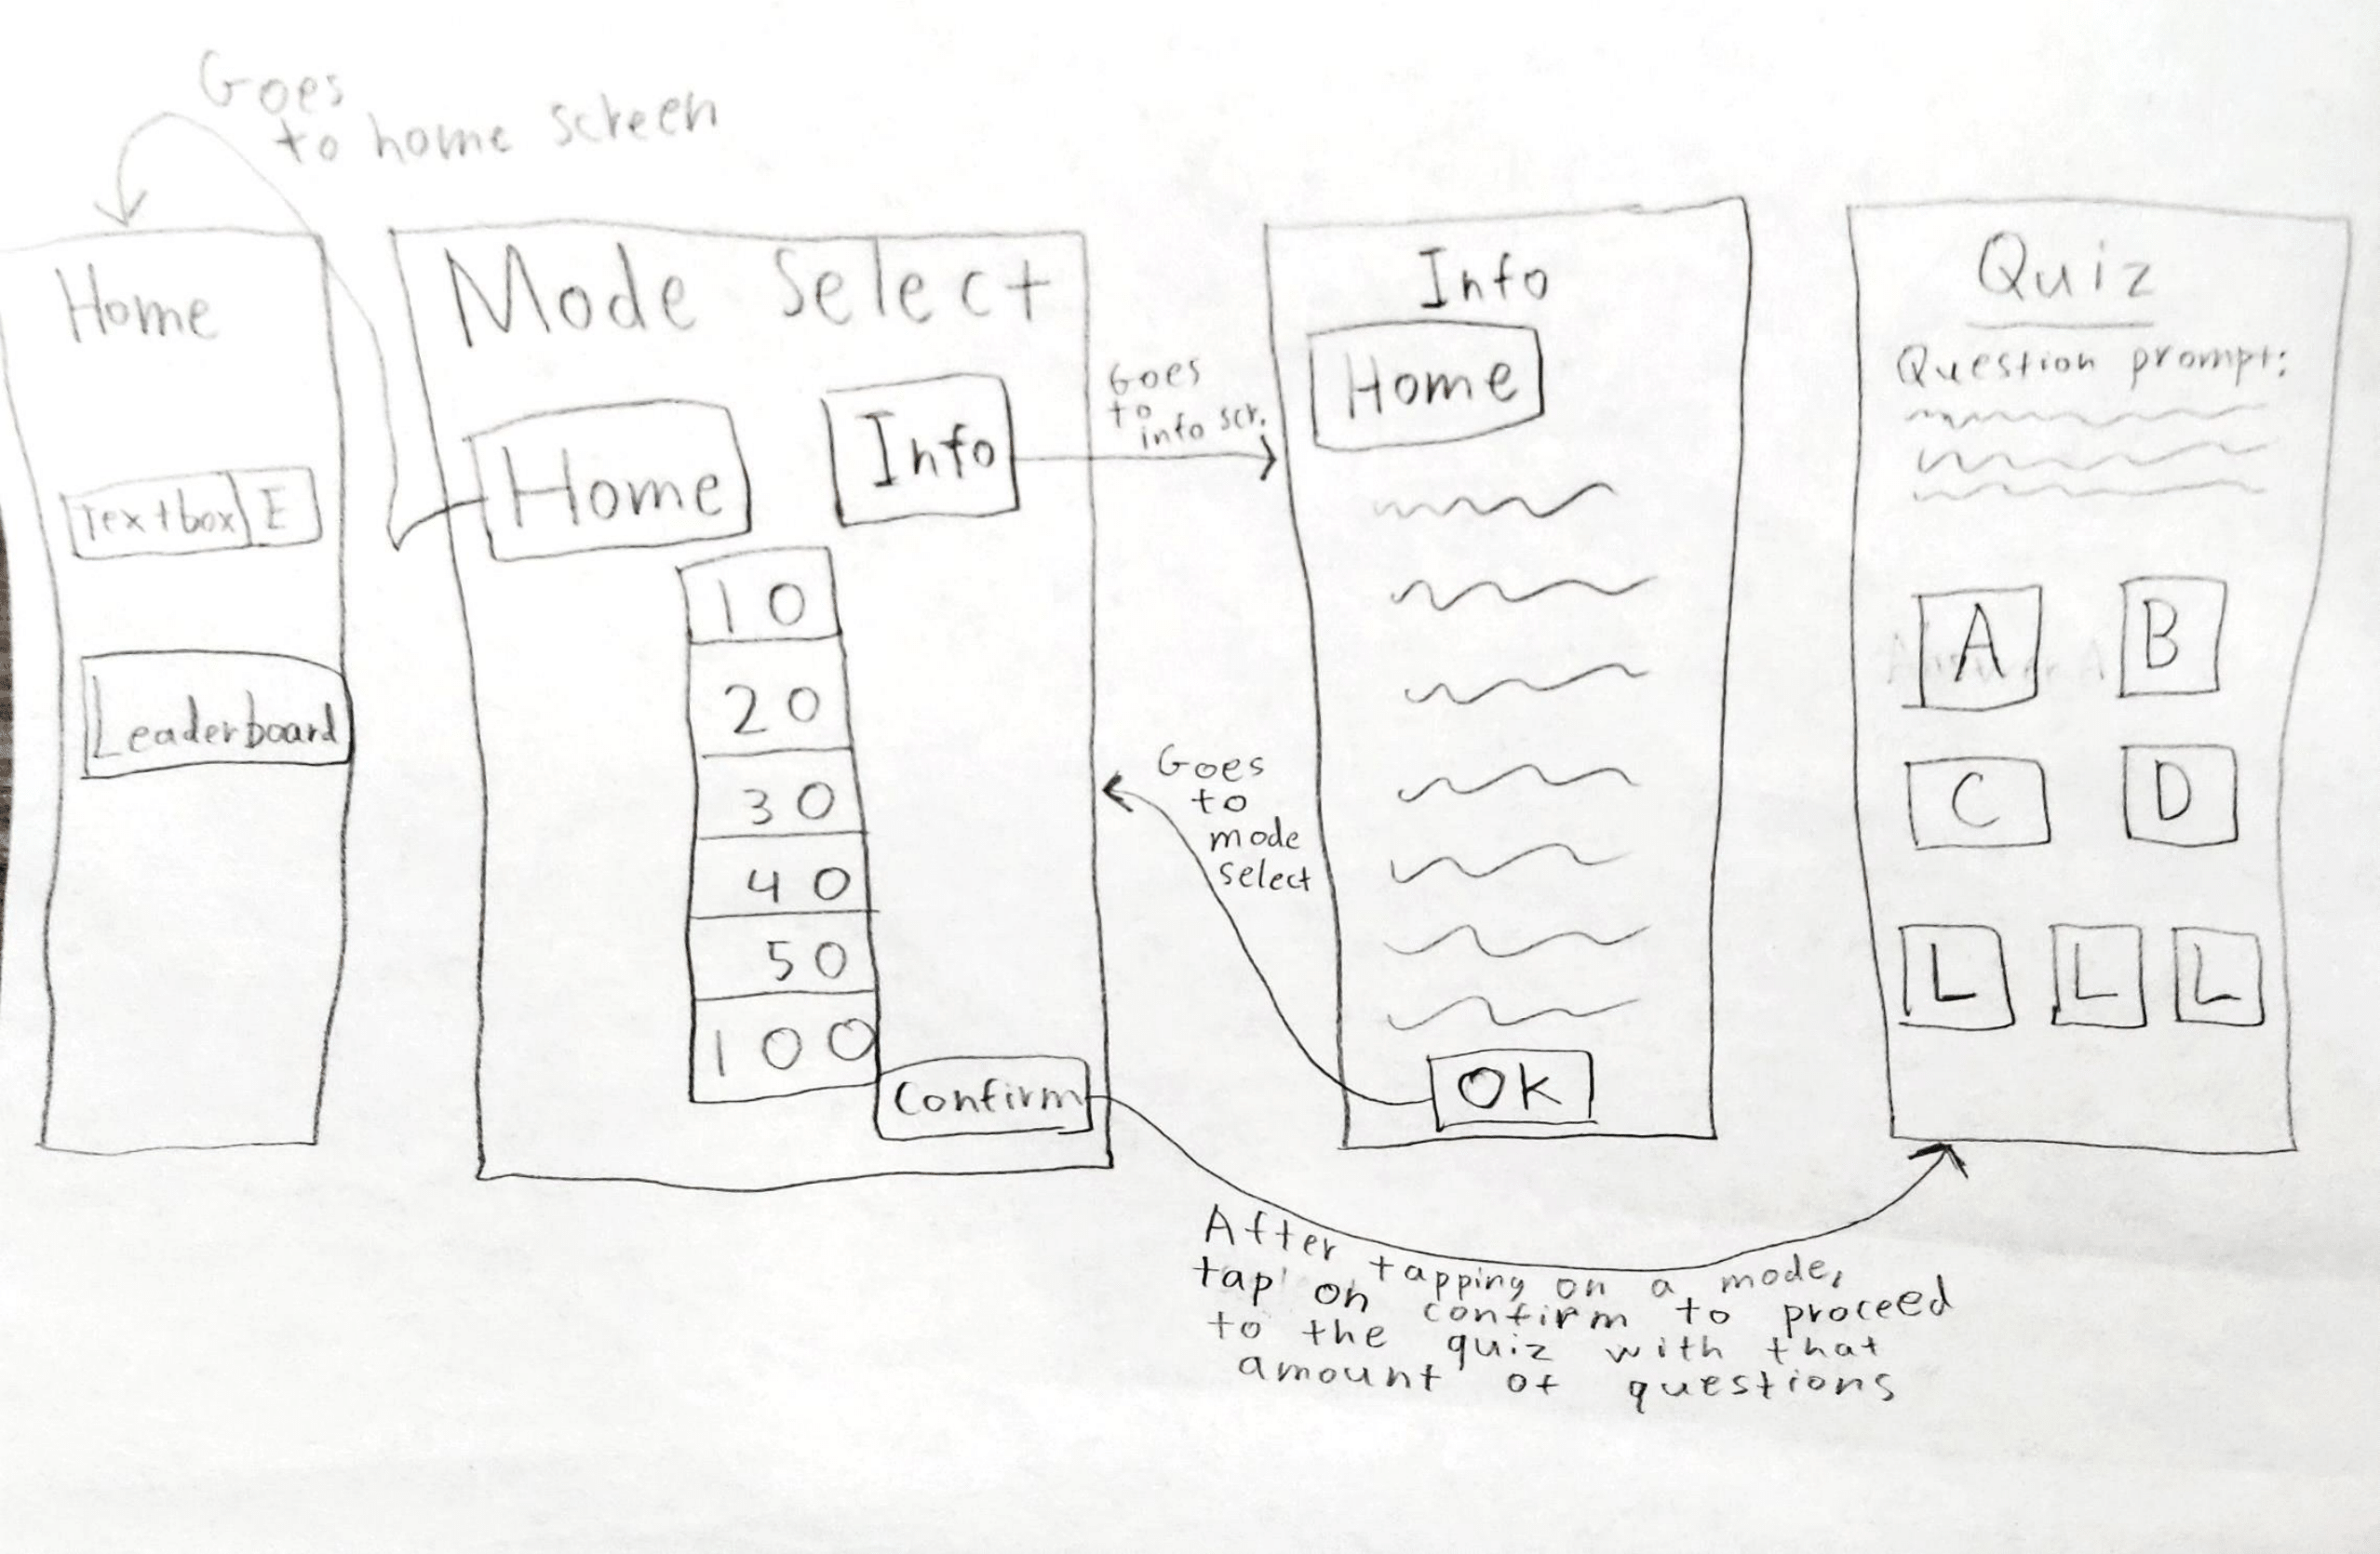 Goes
to home screen
Home
Textbox E
Leaderboard
Mode Select
Home Info
10
20
30
40
50
100
Confirm
Goes
to
info scr.
Goes
to
mode
select
Info
Home
OK
Quiz
Question prompt:
A B
C D
L L L
After tapping on a mode,
tap on confirm to proceed
to the quiz with that
amount of questions